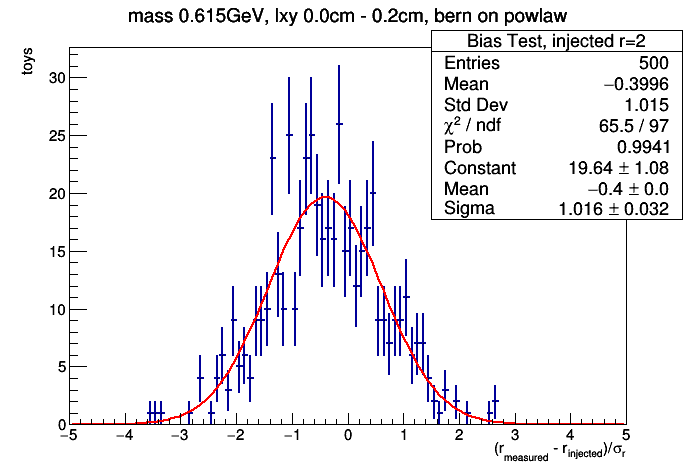 mass 0.615GeV, lxy 0.0cm - 0.2cm, bern on powlaw
toys
Bias Test, injected r=2
Entries 500
Mean −0.3996
Std Dev 1.015
χ² / ndf 65.5 / 97
Prob 0.9941
Constant 19.64 ± 1.08
Mean −0.4 ± 0.0
Sigma 1.016 ± 0.032
30
25
20
15
10
5
0
−5 −4 −3 −2 −1 0 1 2 3 4 5
(r_measured - r_injected)/σ_r